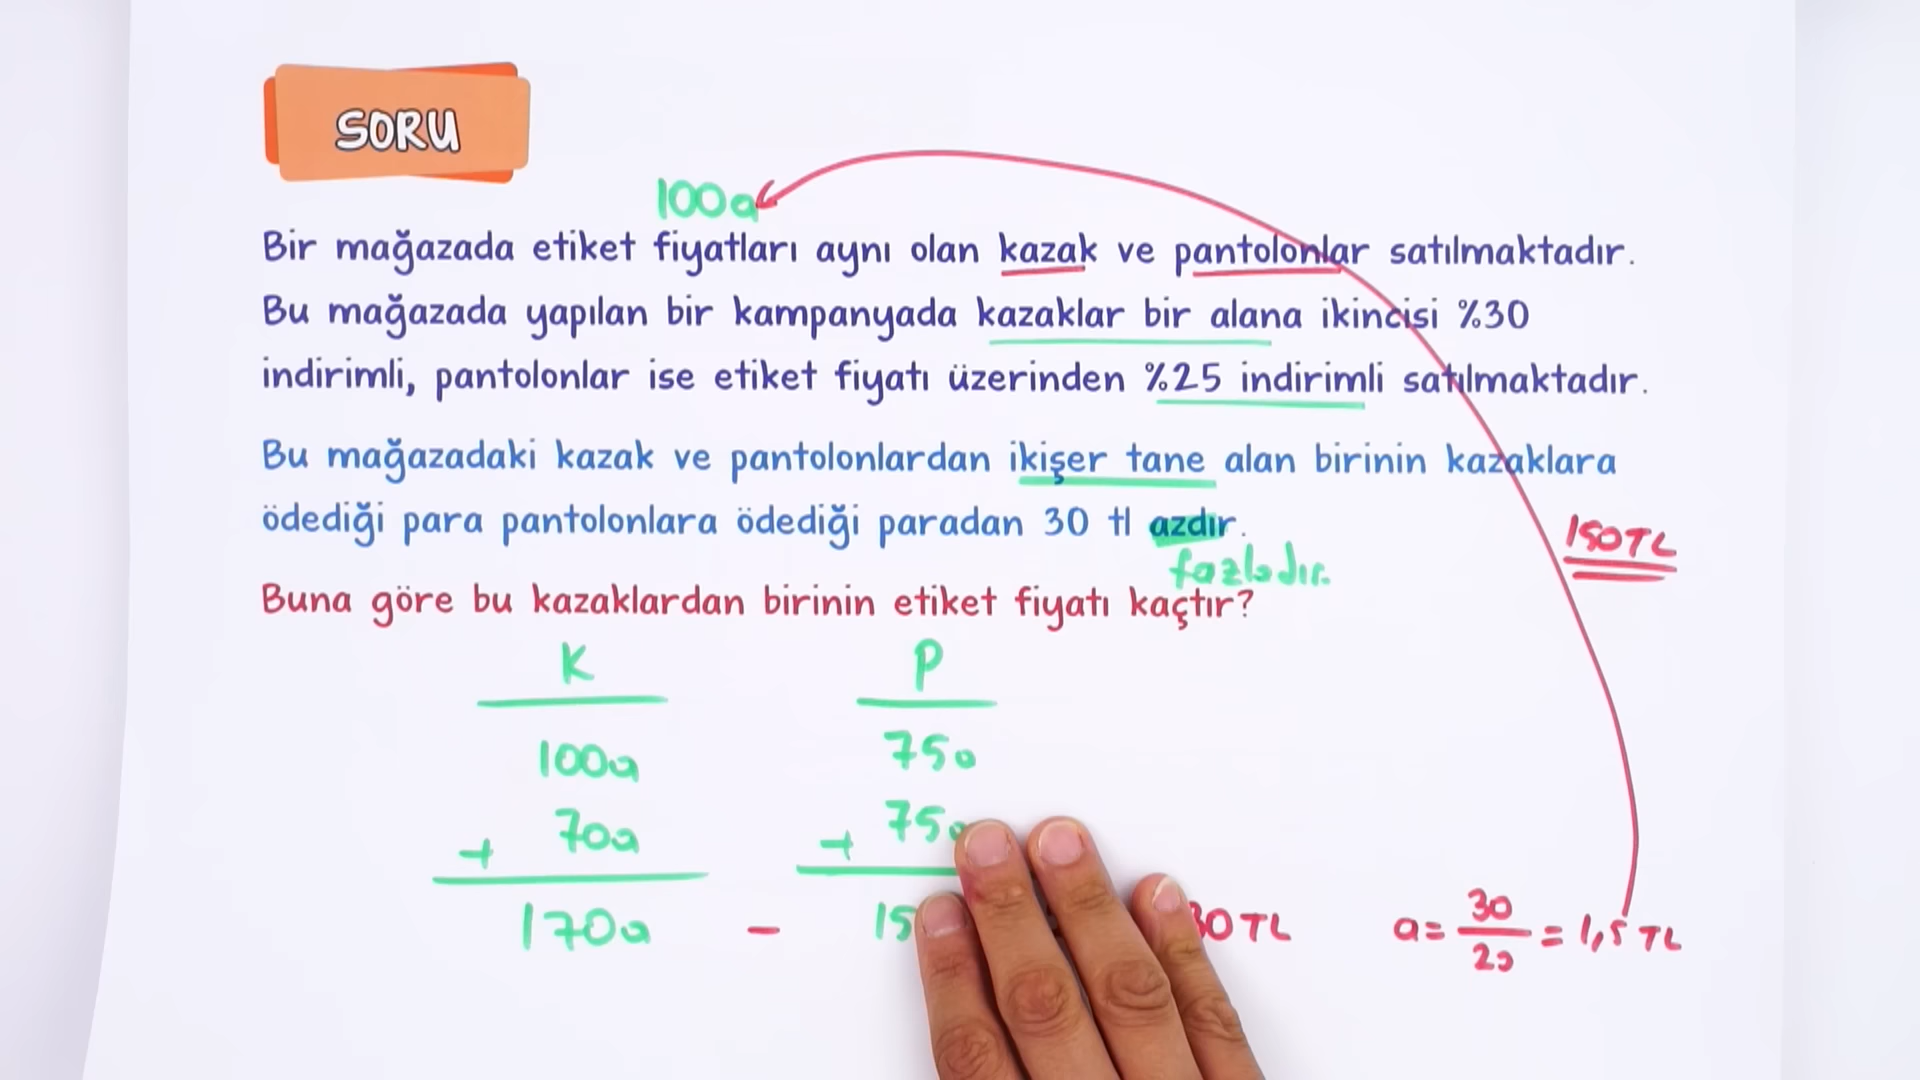 SORU
100a
Bir mağazada etiket fiyatları aynı olan kazak ve pantolonlar satılmaktadır.
Bu mağazada yapılan bir kampanyada kazaklar bir alana ikincisi %30
indirimli, pantolonlar ise etiket fiyatı üzerinden %25 indirimli satılmaktadır.
Bu mağazadaki kazak ve pantolonlardan ikişer tane alan birinin kazaklara
ödediği para pantolonlara ödediği paradan 30 tl azdır.
fazladır.
150TL
Buna göre bu kazaklardan birinin etiket fiyatı kaçtır?
K P
100a 75a
+ 70a + 75a
170a - 15 30TL a= 30/20 = 1,5 TL